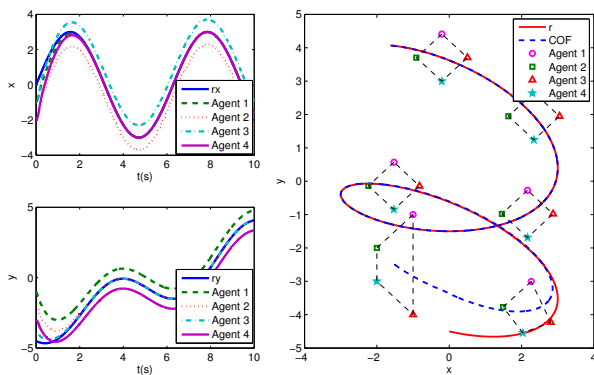 4
2
0
−2
−4
x
0
2
4
6
8
10
t(s)
rx
Agent 1
Agent 2
Agent 3
Agent 4
5
0
−5
y
0
2
4
6
8
10
t(s)
ry
Agent 1
Agent 2
Agent 3
Agent 4
5
4
3
2
1
0
−1
−2
−3
−4
−5
y
−4
−2
0
2
4
x
r
COF
Agent 1
Agent 2
Agent 3
Agent 4